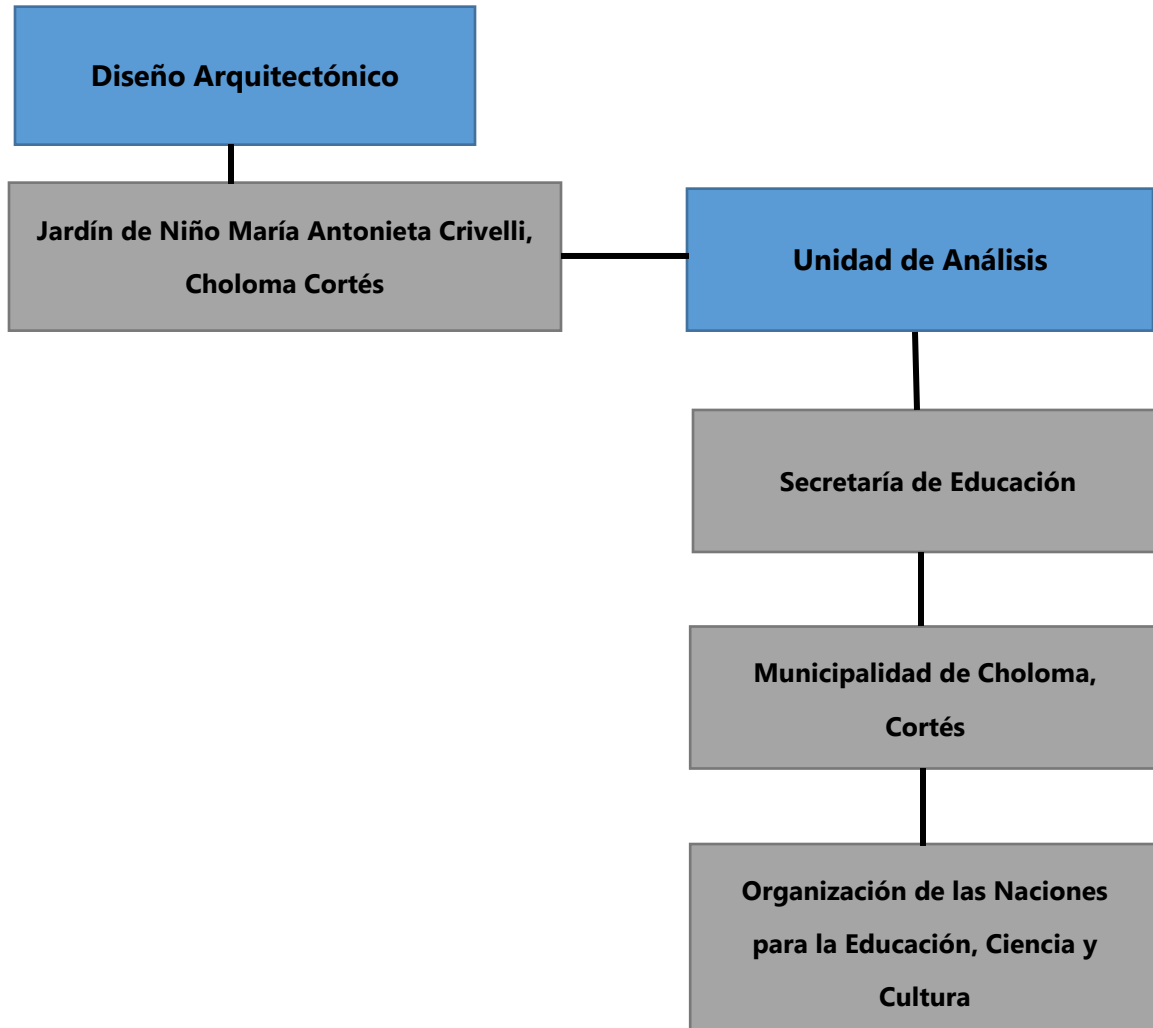 Diseño Arquitectónico
Jardín de Niño María Antonieta Crivelli,
Choloma Cortés
Unidad de Análisis
Secretaría de Educación
Municipalidad de Choloma,
Cortés
Organización de las Naciones
para la Educación, Ciencia y
Cultura